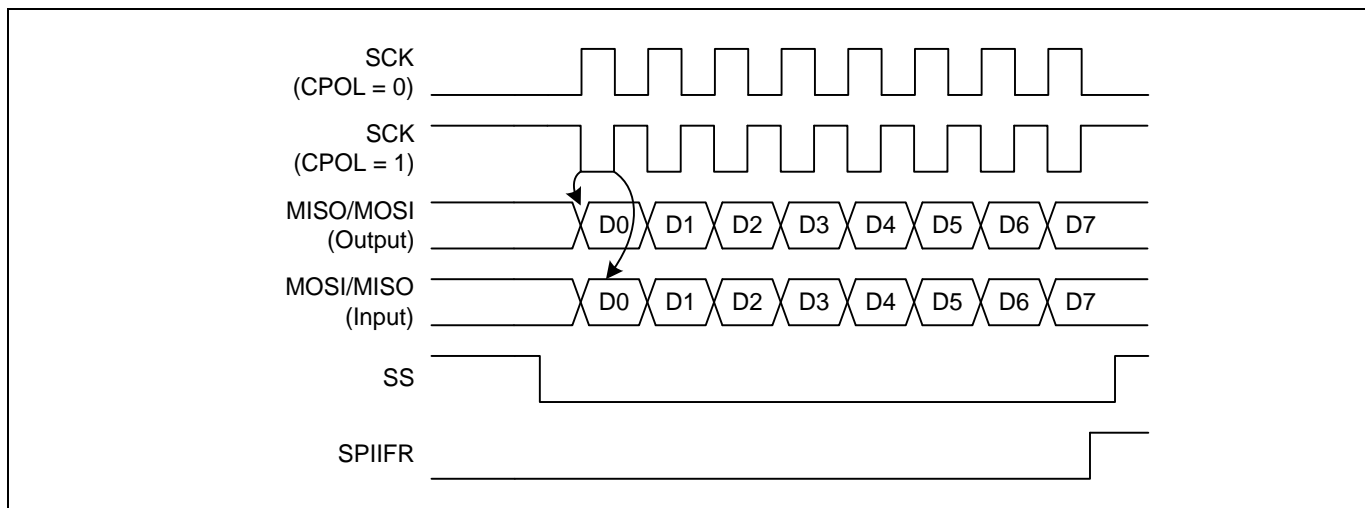 SCK
(CPOL = 0)
SCK
(CPOL = 1)
MISO/MOSI
(Output)
D0 D1 D2 D3 D4 D5 D6 D7
MOSI/MISO
(Input)
D0 D1 D2 D3 D4 D5 D6 D7
SS
SPIIFR